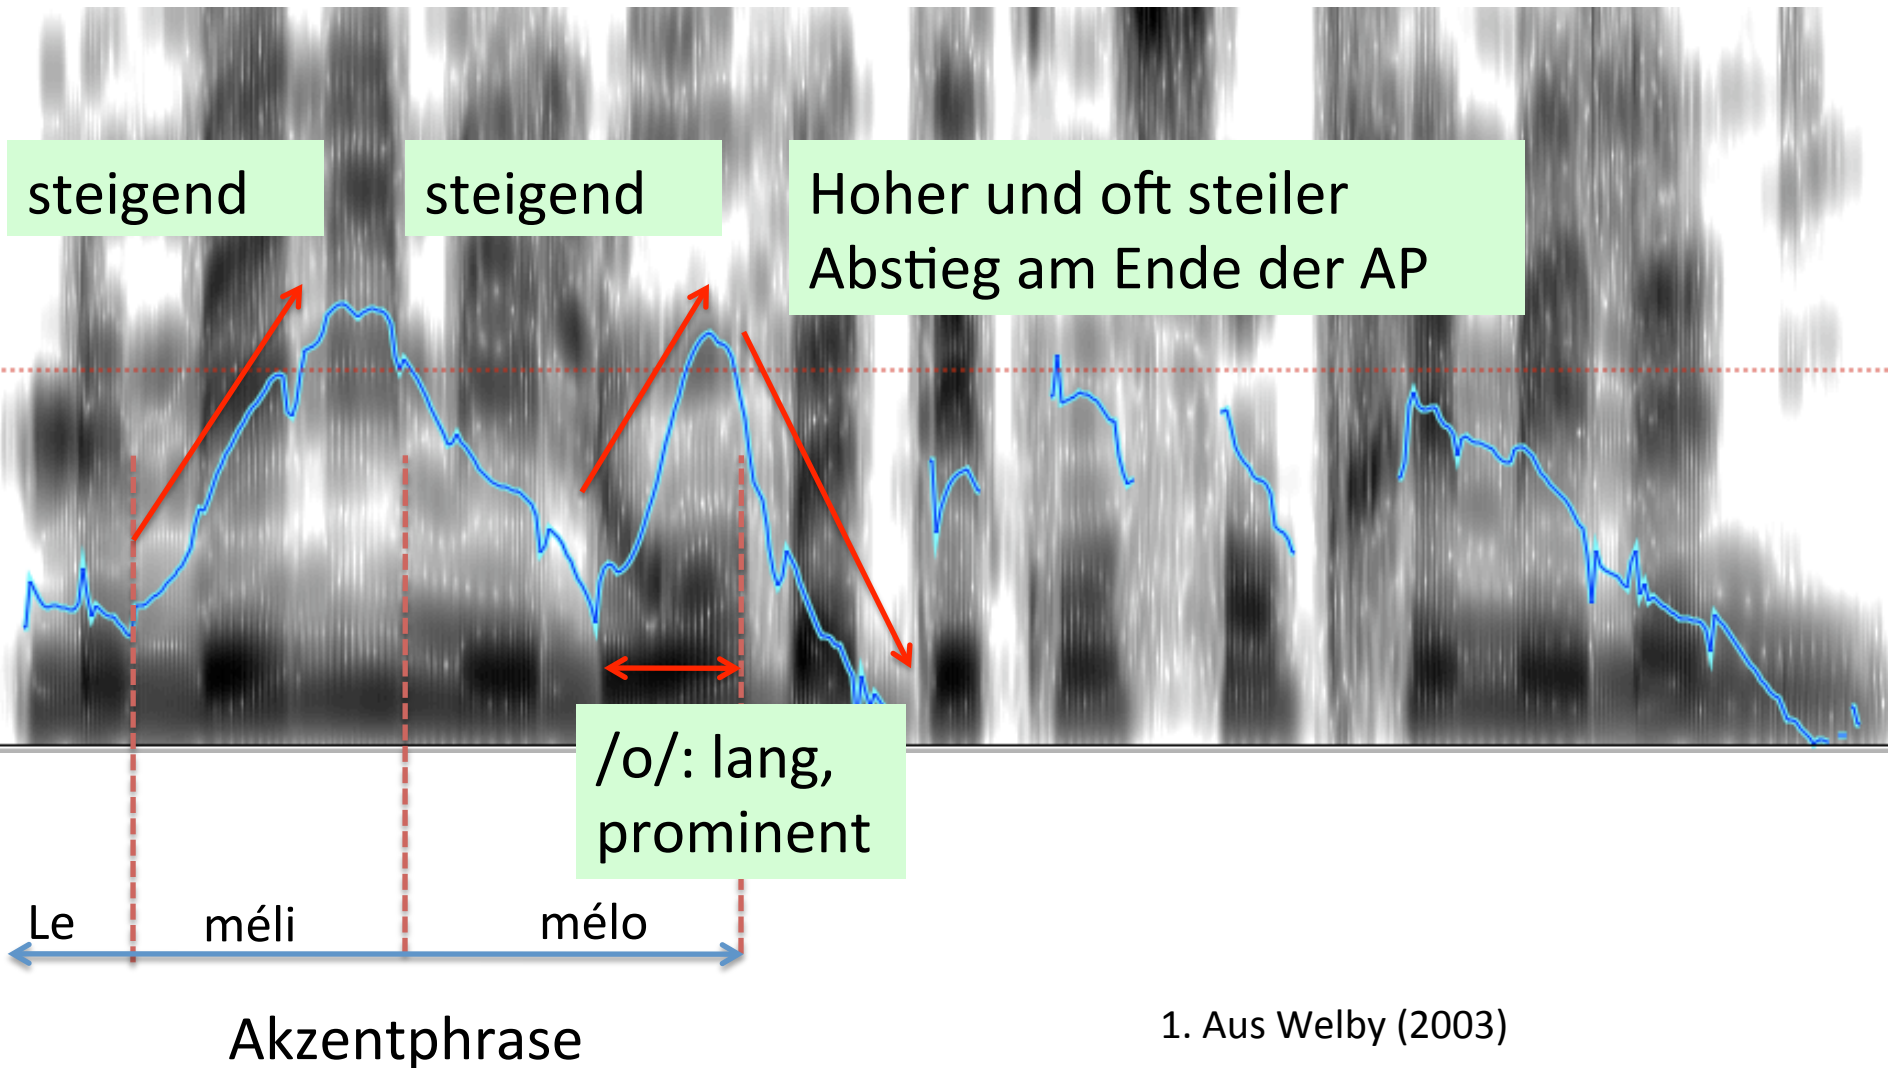 steigend
steigend
Hoher und oft steiler
Abstieg am Ende der AP
/o/: lang,
prominent
Le
méli
mélo
Akzentphrase
1. Aus Welby (2003)